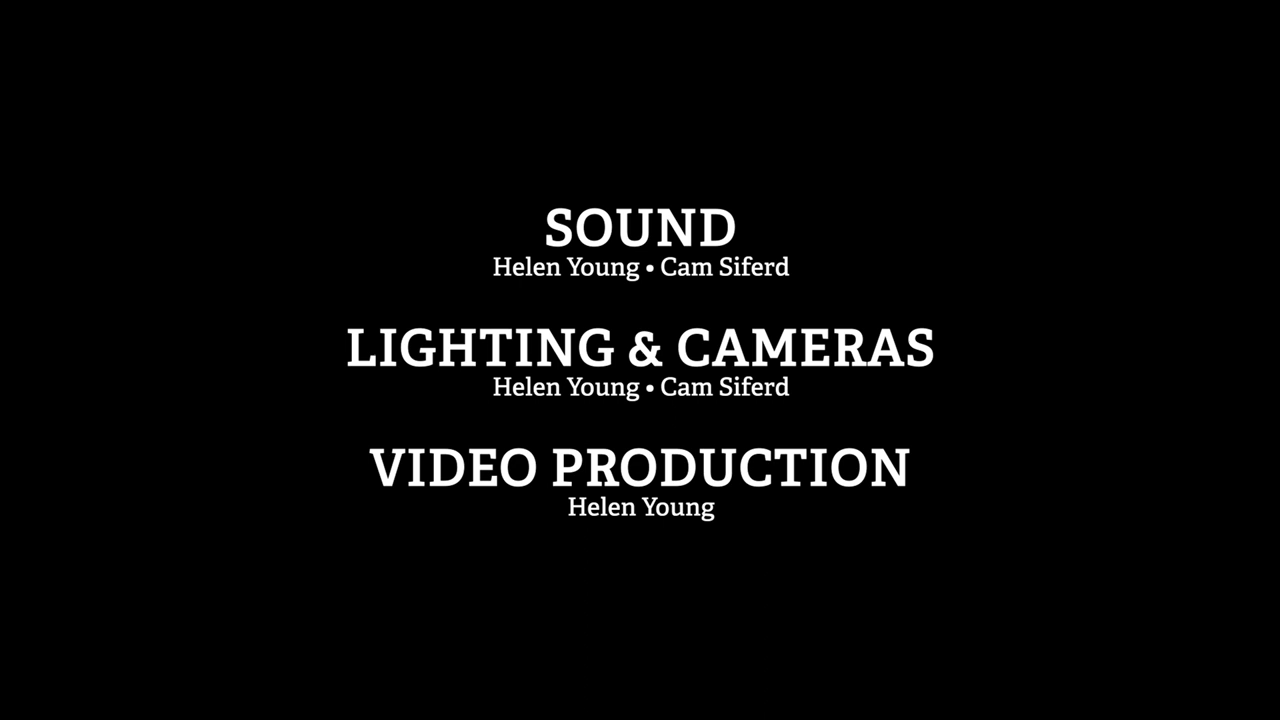 SOUND
Helen Young • Cam Siferd
LIGHTING & CAMERAS
Helen Young • Cam Siferd
VIDEO PRODUCTION
Helen Young